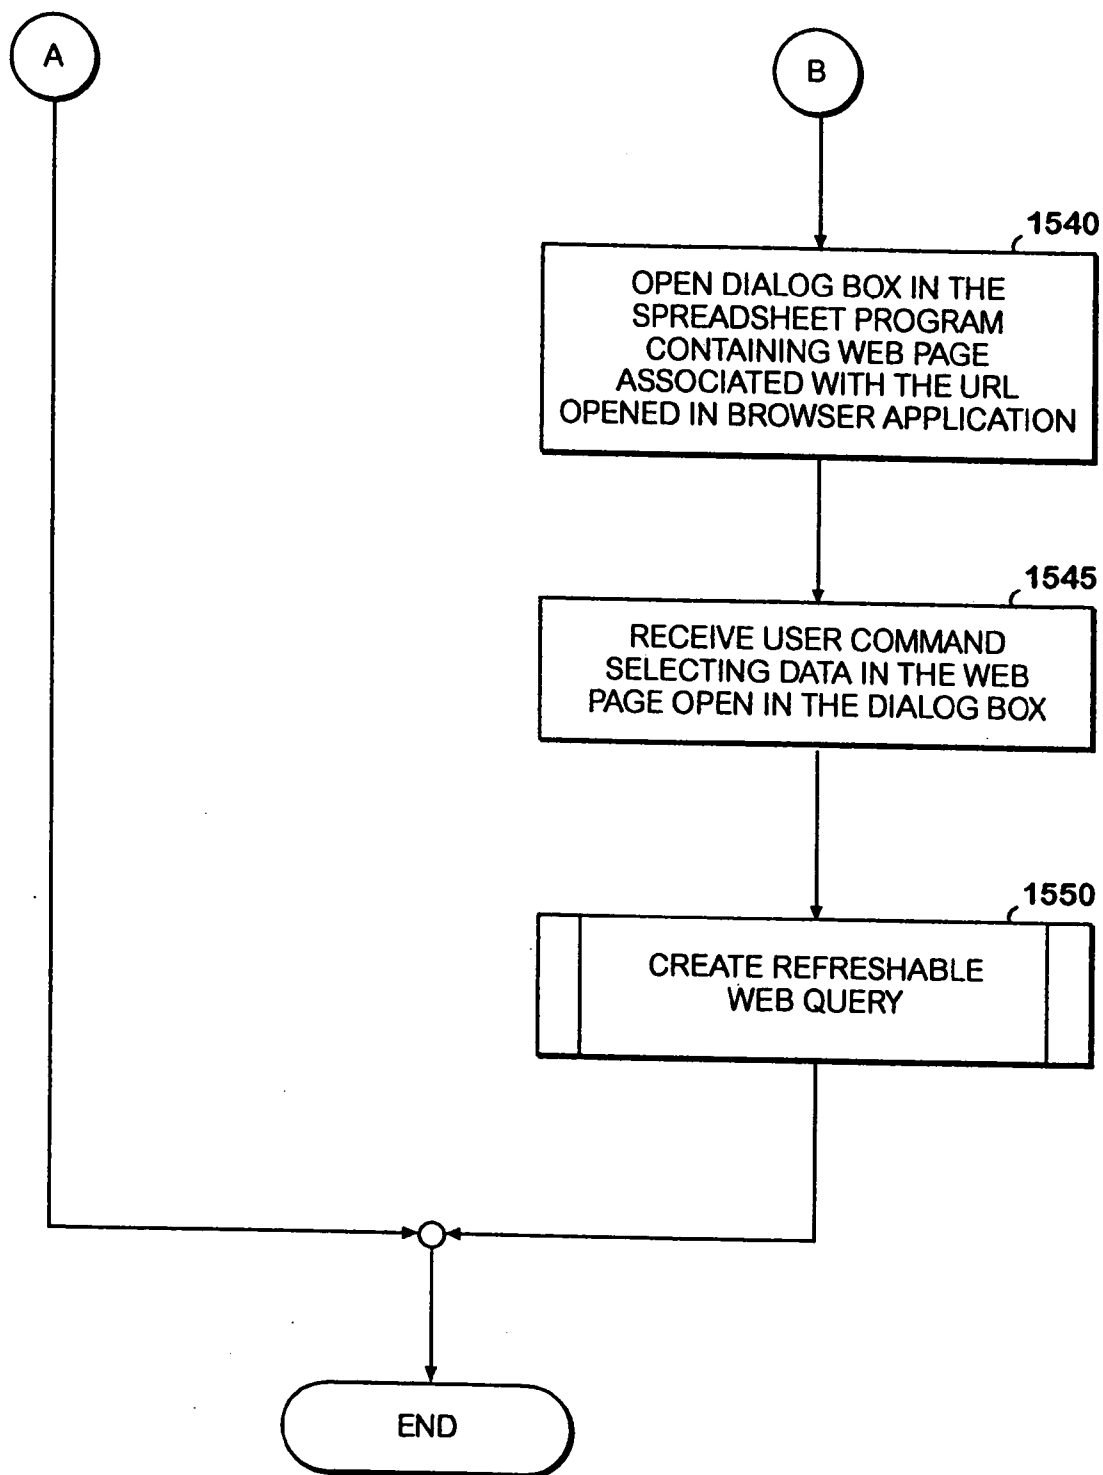 A
B
1540
OPEN DIALOG BOX IN THE
SPREADSHEET PROGRAM
CONTAINING WEB PAGE
ASSOCIATED WITH THE URL
OPENED IN BROWSER APPLICATION
1545
RECEIVE USER COMMAND
SELECTING DATA IN THE WEB
PAGE OPEN IN THE DIALOG BOX
1550
CREATE REFRESHABLE
WEB QUERY
END